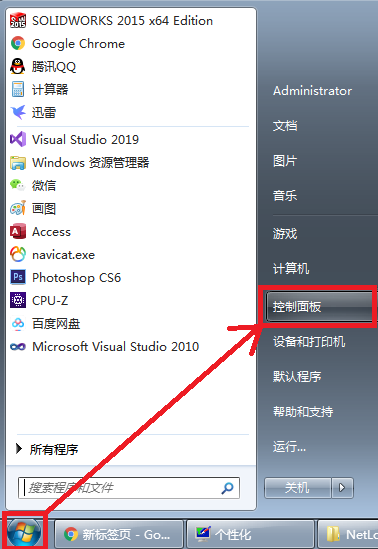 SOLIDWORKS 2015 x64 Edition
Google Chrome
腾讯QQ
计算器
迅雷
Visual Studio 2019
Windows 资源管理器
微信
画图
Access
navicat.exe
Photoshop CS6
CPU-Z
百度网盘
Microsoft Visual Studio 2010
所有程序
搜索程序和文件
Administrator
文档
图片
音乐
游戏
计算机
控制面板
设备和打印机
默认程序
帮助和支持
运行...
关机
新标签页 - Go...
个性化
NetLo